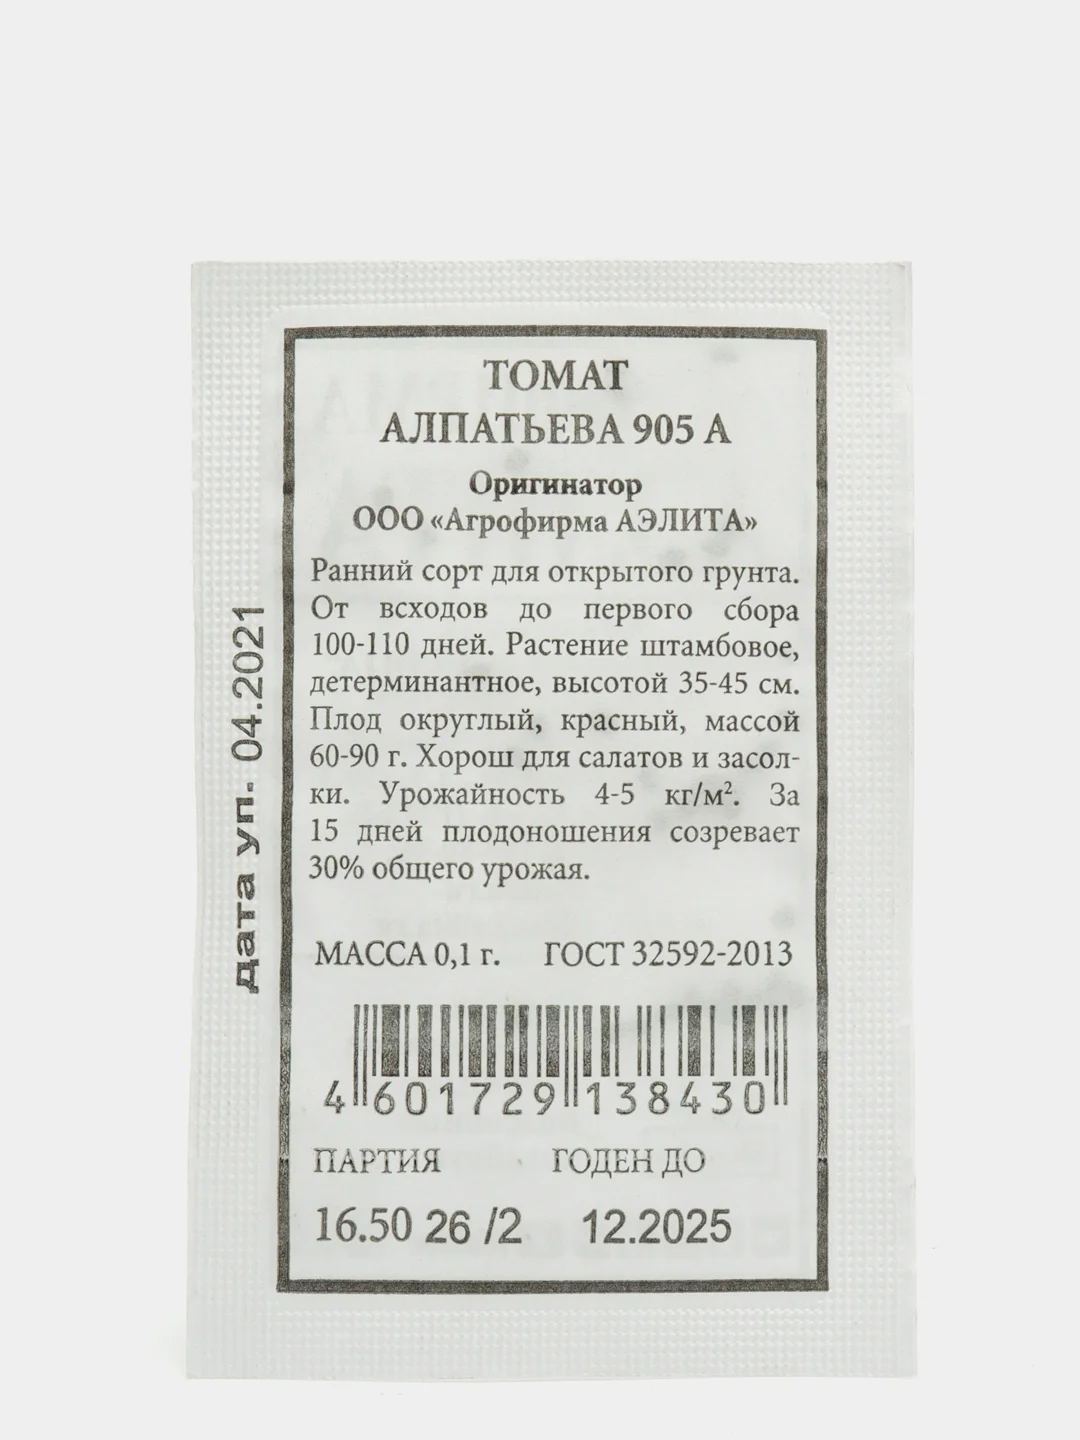 ТОМАТ
АЛПАТЬЕВА 905 А
Оригинатор
ООО «Агрофирма АЭЛИТА»
Ранний сорт для открытого грунта.
От всходов до первого сбора
100-110 дней. Растение штамбовое,
детерминантное, высотой 35-45 см.
Плод округлый, красный, массой
60-90 г. Хорош для салатов и засол-
ки. Урожайность 4-5 кг/м². За
15 дней плодоношения созревает
30% общего урожая.
МАССА 0,1 г. ГОСТ 32592-2013
4 601729 138430
ПАРТИЯ ГОДЕН ДО
16.50 26 /2 12.2025
дата уп. 04.2021